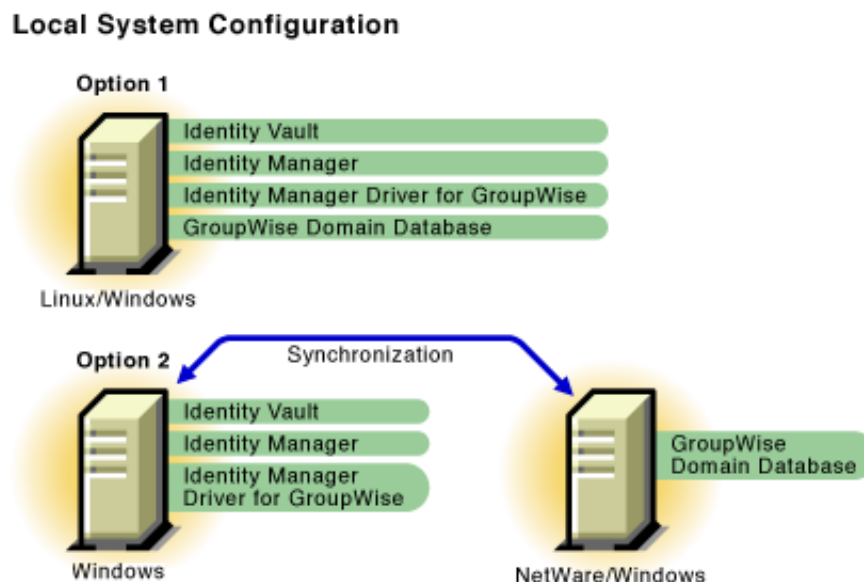 Local System Configuration
Option 1
Identity Vault
Identity Manager
Identity Manager Driver for GroupWise
GroupWise Domain Database
Linux/Windows
Synchronization
Option 2
Identity Vault
Identity Manager
Identity Manager
Driver for GroupWise
Windows
GroupWise
Domain Database
NetWare/Windows